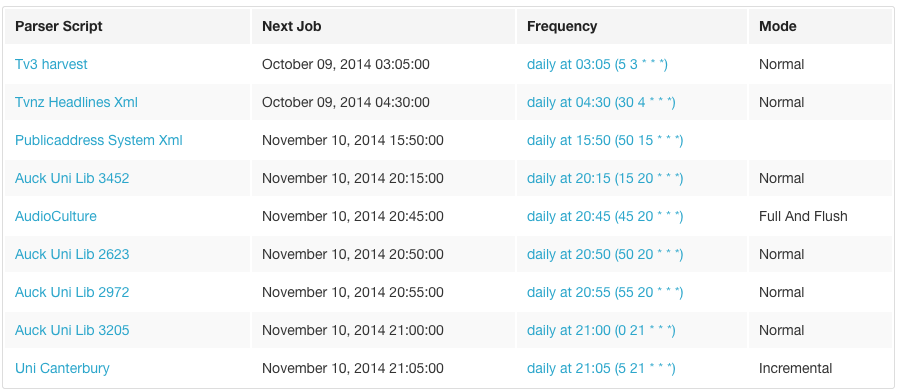 Parser Script Next Job Frequency Mode
Tv3 harvest October 09, 2014 03:05:00 daily at 03:05 (5 3 * * *) Normal
Tvnz Headlines Xml October 09, 2014 04:30:00 daily at 04:30 (30 4 * * *) Normal
Publicaddress System Xml November 10, 2014 15:50:00 daily at 15:50 (50 15 * * *)
Auck Uni Lib 3452 November 10, 2014 20:15:00 daily at 20:15 (15 20 * * *) Normal
AudioCulture November 10, 2014 20:45:00 daily at 20:45 (45 20 * * *) Full And Flush
Auck Uni Lib 2623 November 10, 2014 20:50:00 daily at 20:50 (50 20 * * *) Normal
Auck Uni Lib 2972 November 10, 2014 20:55:00 daily at 20:55 (55 20 * * *) Normal
Auck Uni Lib 3205 November 10, 2014 21:00:00 daily at 21:00 (0 21 * * *) Normal
Uni Canterbury November 10, 2014 21:05:00 daily at 21:05 (5 21 * * *) Incremental